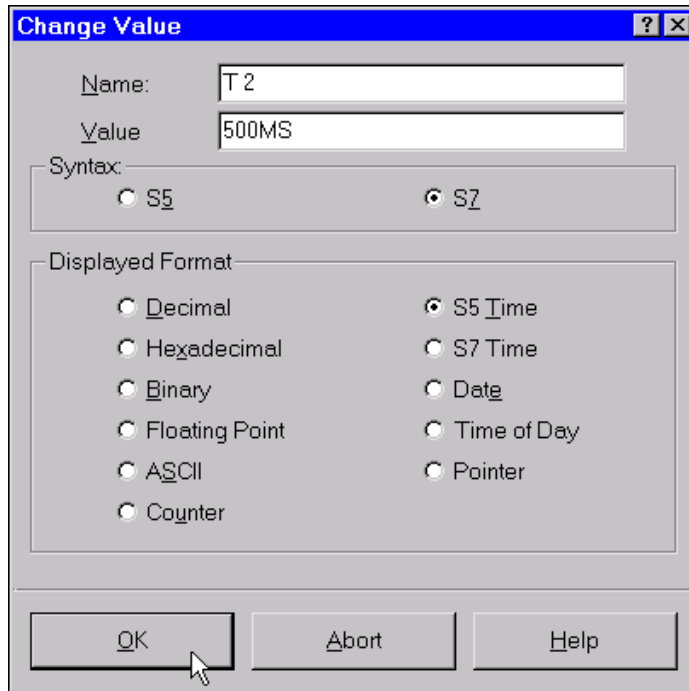 Change Value
? X
Name: T 2
Value 500MS
Syntax:
S5 S7
Displayed Format
Decimal S5 Time
Hexadecimal S7 Time
Binary Date
Floating Point Time of Day
ASCII Pointer
Counter
OK Abort Help